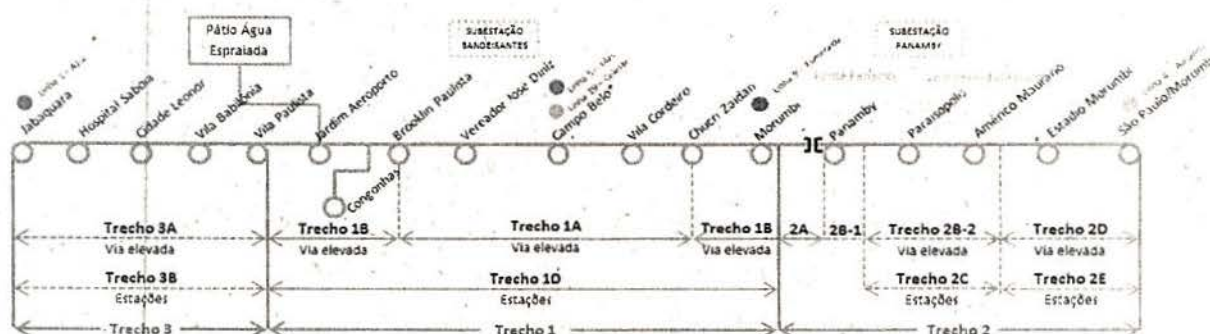 Pátio Água
Espraiada
SUBESTAÇÃO
BANDEIRANTES
SUBESTAÇÃO
PANAMBY
Jabaquara
Hospital Saboia
Cidade Leonor
Vila Babilônia
Vila Paulista
Jardim Aeroporto
Congonhas
Brooklin Paulista
Vereador José Diniz
Campo Belo*
Vila Cordeiro
Chucri Zaidan
Morumbi
Panamby
Paraisópolis
Américo Maurano
Estádio Morumbi
São Paulo/Morumbi
Trecho 3A
Via elevada
Trecho 1B
Via elevada
Trecho 1A
Via elevada
Trecho 1B
Via elevada
2A
2B-1
Trecho 2B-2
Via elevada
Trecho 2D
Via elevada
Trecho 3B
Estações
Trecho 1D
Estações
Trecho 2C
Estações
Trecho 2E
Estações
Trecho 3
Trecho 1
Trecho 2